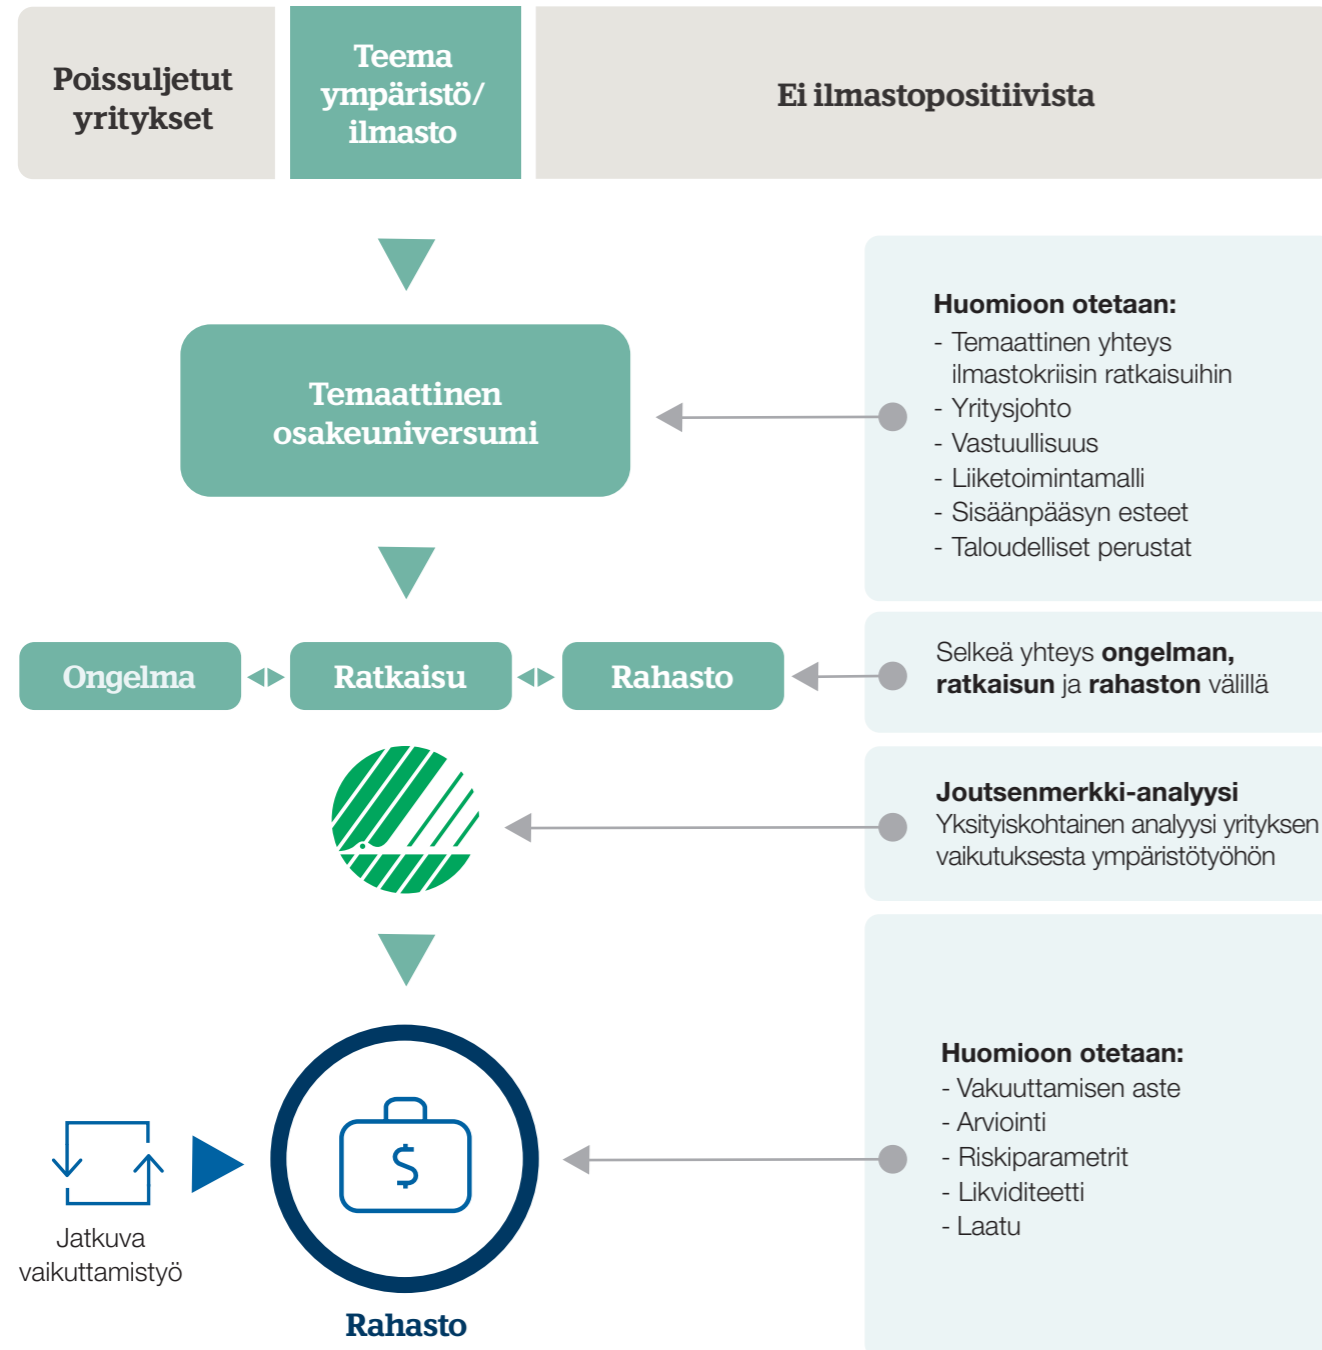 Poissuljetut
yritykset
Teema
ympäristö/
ilmasto
Ei ilmastopositiivista
Temaattinen
osakeuniversumi
Huomioon otetaan:
- Temaattinen yhteys
ilmastokriisin ratkaisuihin
- Yritysjohto
- Vastuullisuus
- Liiketoimintamalli
- Sisäänpääsyn esteet
- Taloudelliset perustat
Ongelma
Ratkaisu
Rahasto
Selkeä yhteys ongelman,
ratkaisun ja rahaston välillä
Joutsenmerkki-analyysi
Yksityiskohtainen analyysi yrityksen
vaikutuksesta ympäristötyöhön
Huomioon otetaan:
- Vakuuttamisen aste
- Arviointi
- Riskiparametrit
- Likviditeetti
- Laatu
$
Jatkuva
vaikuttamistyö
Rahasto